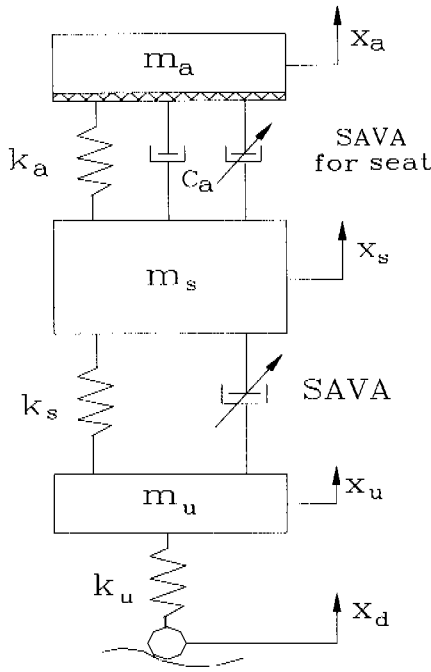 x_a
m_a
SAVA
for seat
k_a
C_a
x_s
m_s
k_s
SAVA
x_u
m_u
k_u
x_d